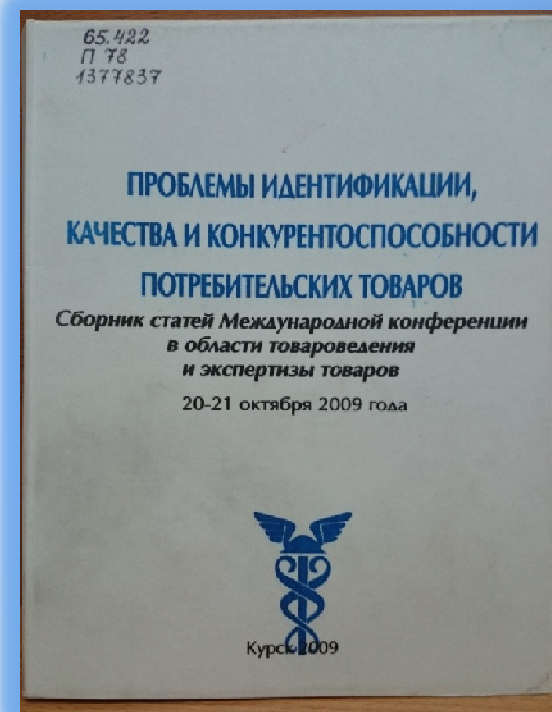 65.422
П 78
1377837
ПРОБЛЕМЫ ИДЕНТИФИКАЦИИ,
КАЧЕСТВА И КОНКУРЕНТОСПОСОБНОСТИ
ПОТРЕБИТЕЛЬСКИХ ТОВАРОВ
Сборник статей Международной конференции
в области товароведения
и экспертизы товаров
20-21 октября 2009 года
Курск 2009